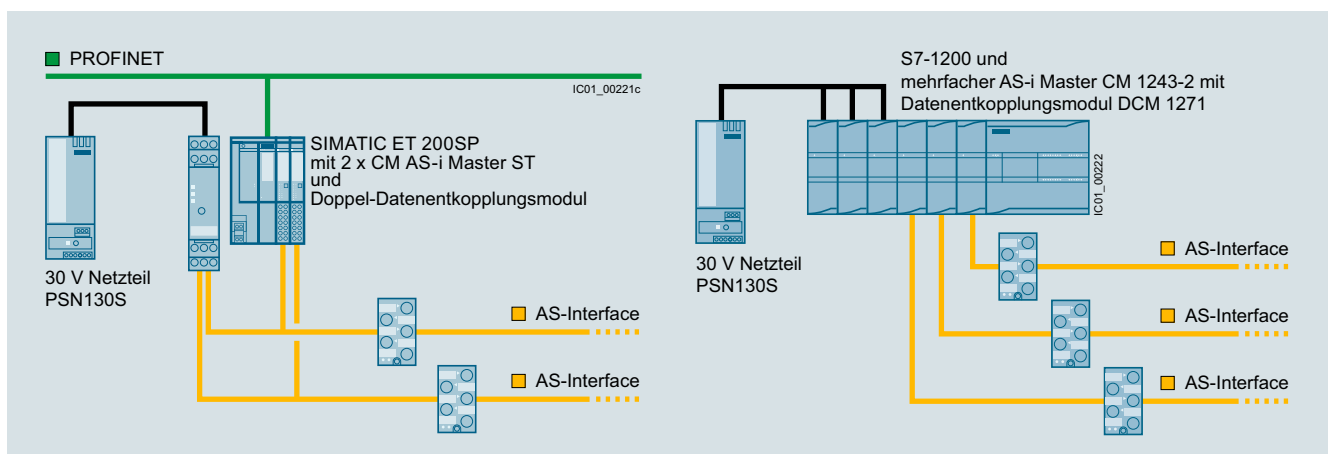 PROFINET
IC01_00221c
SIMATIC ET 200SP
mit 2 x CM AS-i Master ST
und
Doppel-Datenentkopplungsmodul
30 V Netzteil
PSN130S
AS-Interface
AS-Interface
S7-1200 und
mehrfacher AS-i Master CM 1243-2 mit
Datenentkopplungsmodul DCM 1271
IC01_00222
30 V Netzteil
PSN130S
AS-Interface
AS-Interface
AS-Interface